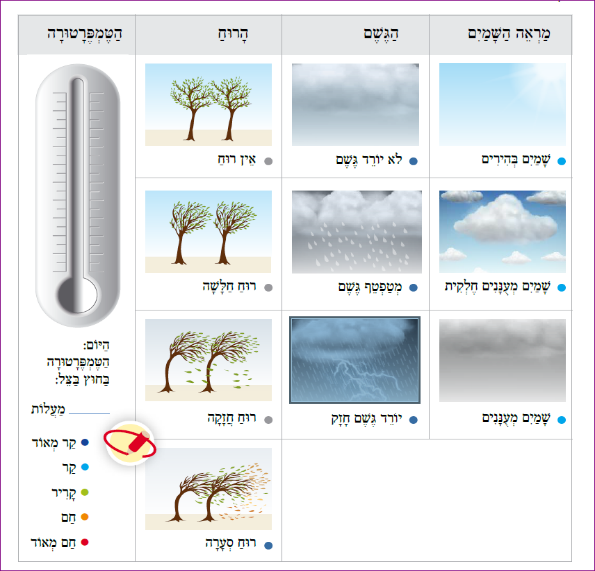 מַרְאֵה הַשָּׁמַיִם
הַגֶּשֶׁם
הָרוּחַ
הַטֶּמְפֶּרָטוּרָה
שָׁמַיִם בְּהִירִים
לֹא יוֹרֵד גֶּשֶׁם
אֵין רוּחַ
שָׁמַיִם מְעֻנָּנִים חֶלְקִית
מְטַפְטֵף גֶּשֶׁם
רוּחַ חַלָּשָׁה
שָׁמַיִם מְעֻנָּנִים
יוֹרֵד גֶּשֶׁם חָזָק
רוּחַ חֲזָקָה
רוּחַ סְעָרָה
הַיּוֹם:
הַטֶּמְפֶּרָטוּרָה
בַּחוּץ בַּצֵּל:
_______ מַעֲלוֹת
קַר מְאוֹד
קַר
קָרִיר
חַם
חַם מְאוֹד